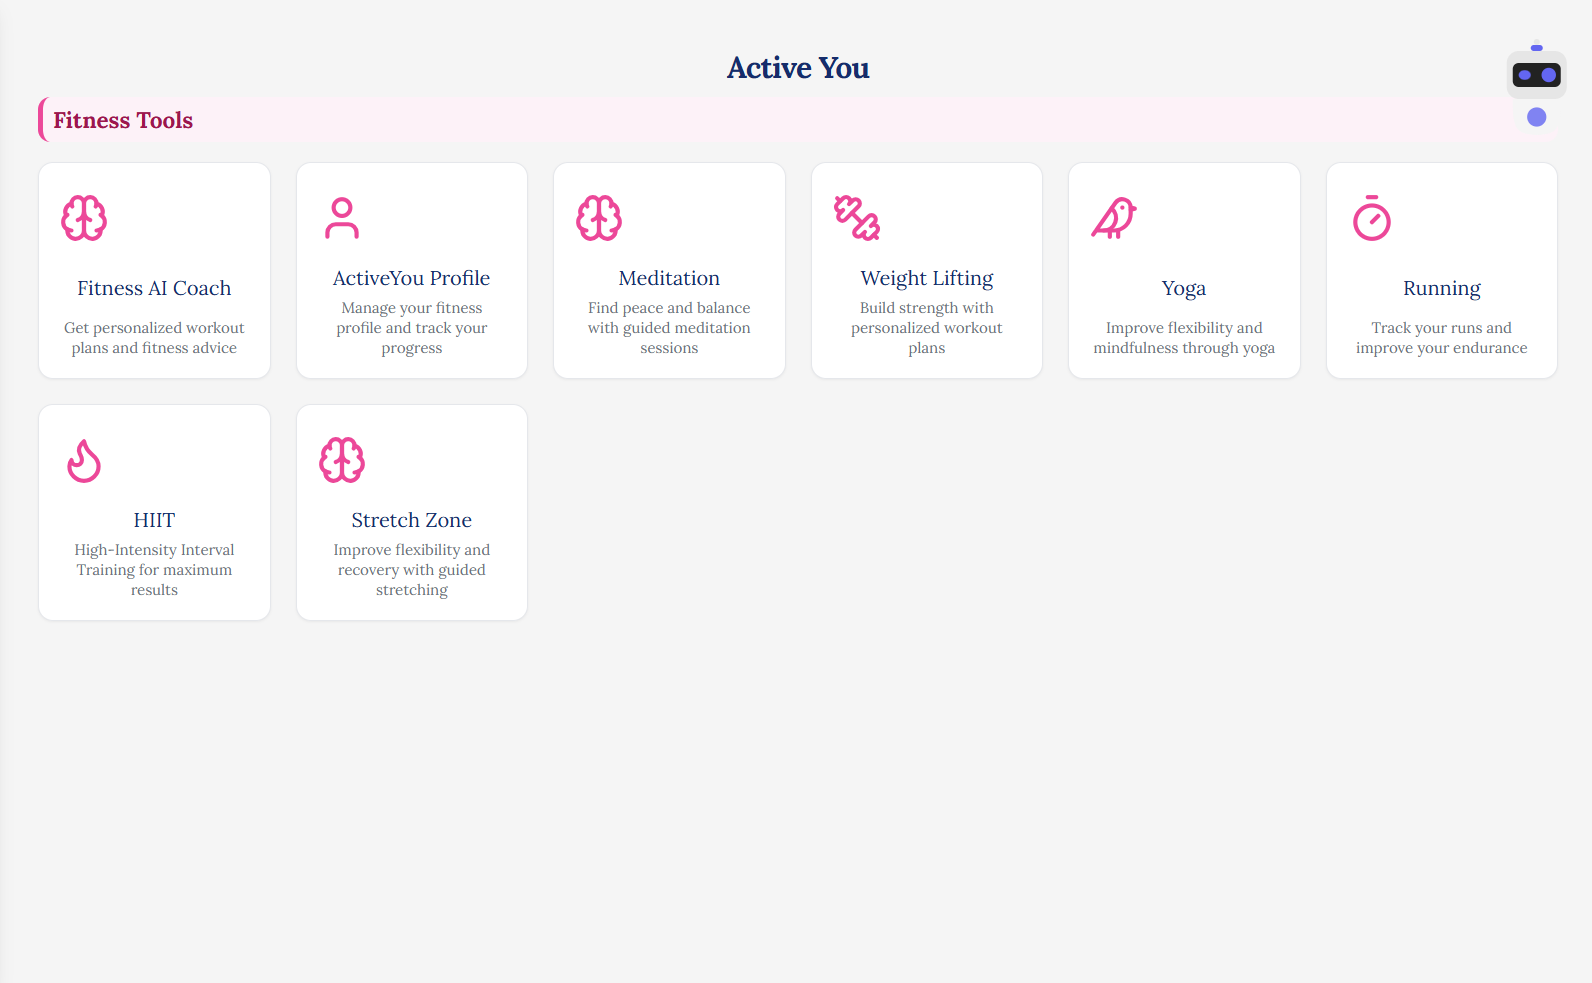 Active You
Fitness Tools
Fitness AI Coach
Get personalized workout
plans and fitness advice
ActiveYou Profile
Manage your fitness
profile and track your
progress
Meditation
Find peace and balance
with guided meditation
sessions
Weight Lifting
Build strength with
personalized workout
plans
Yoga
Improve flexibility and
mindfulness through yoga
Running
Track your runs and
improve your endurance
HIIT
High-Intensity Interval
Training for maximum
results
Stretch Zone
Improve flexibility and
recovery with guided
stretching